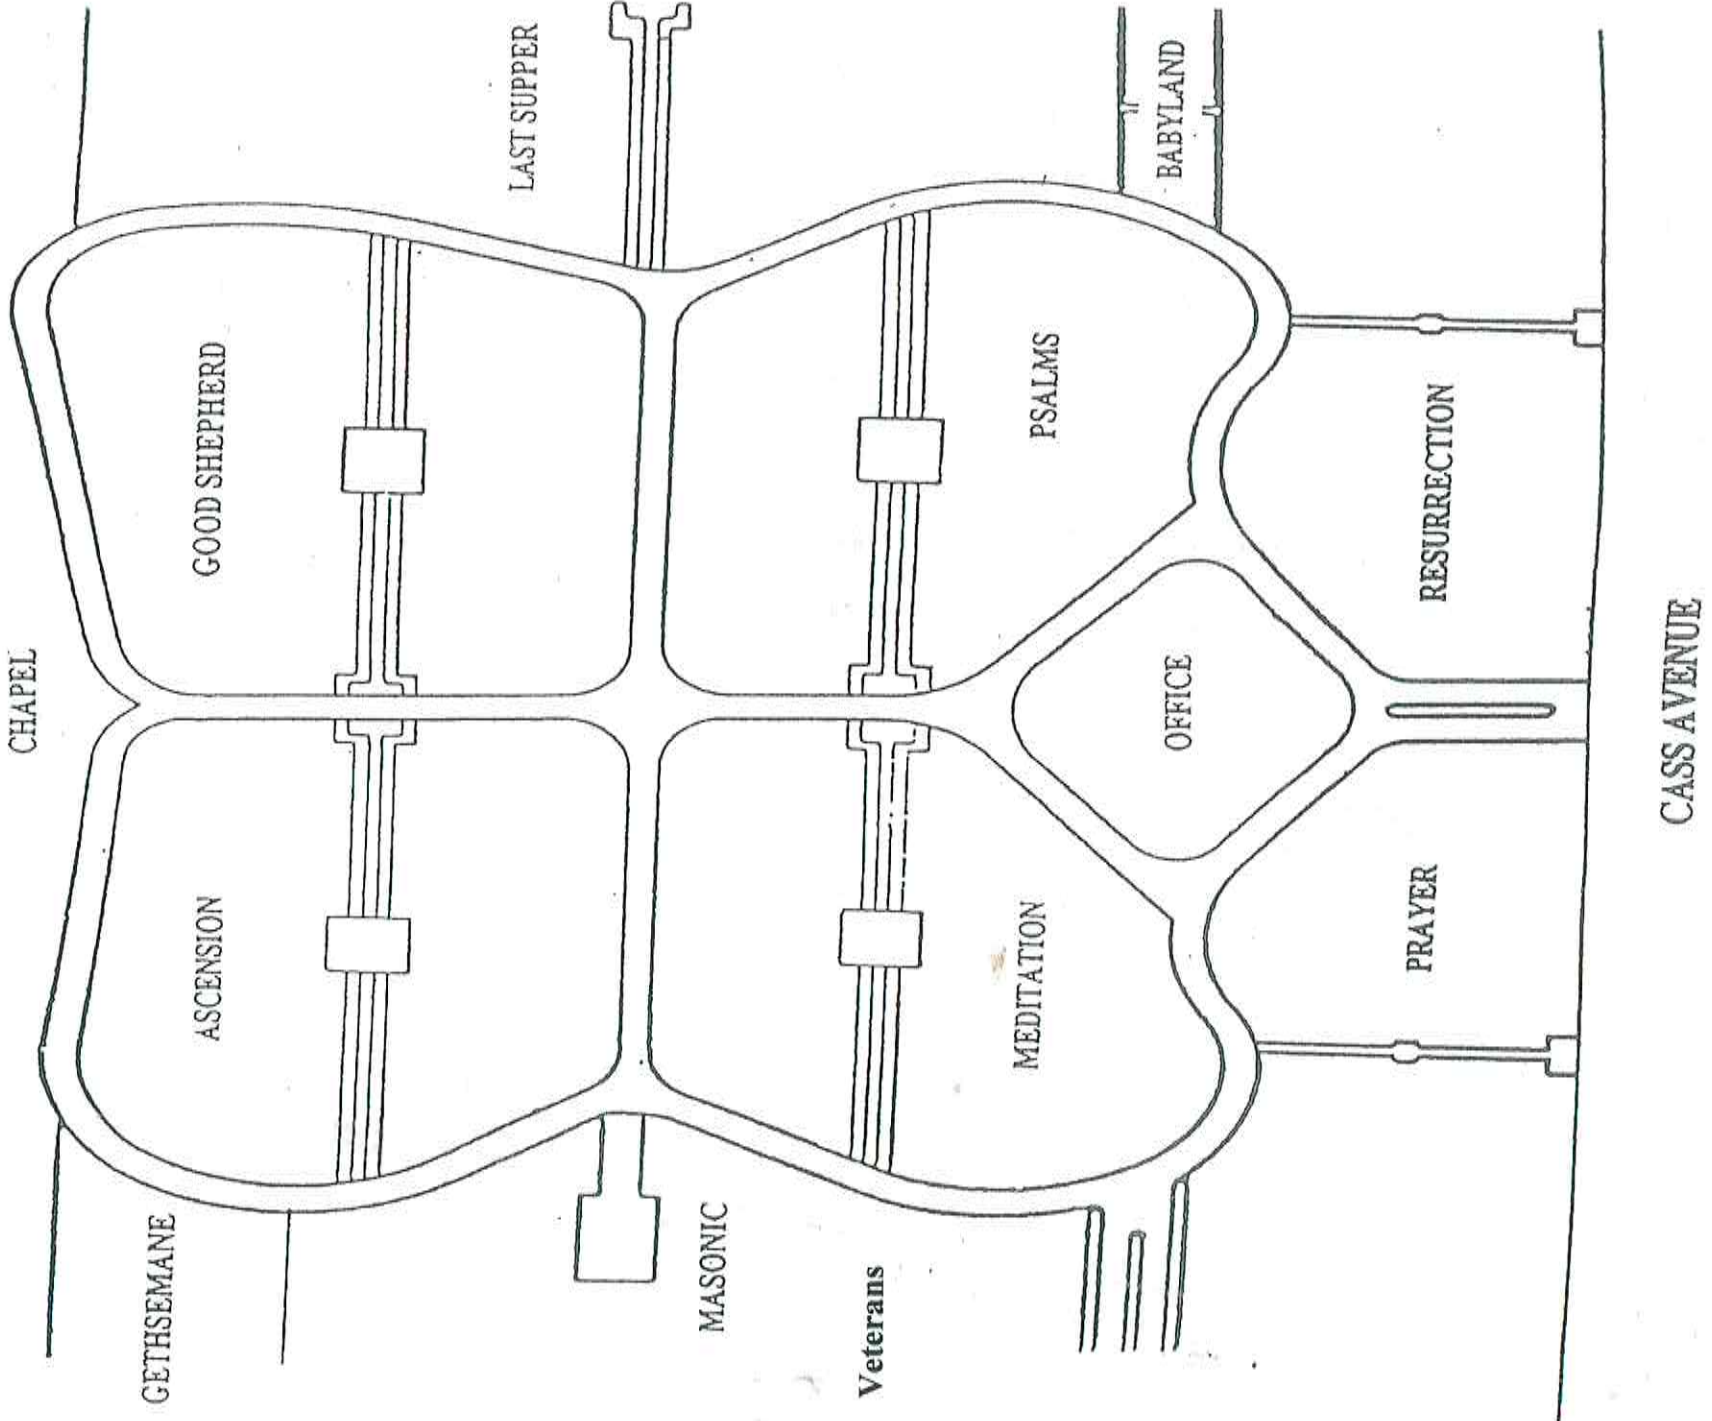 CHAPEL
GOOD SHEPHERD
LAST SUPPER
ASCENSION
GETHSEMANE
MASONIC
Veterans
PSALMS
BABYLAND
MEDITATION
OFFICE
RESURRECTION
PRAYER
CASS AVENUE